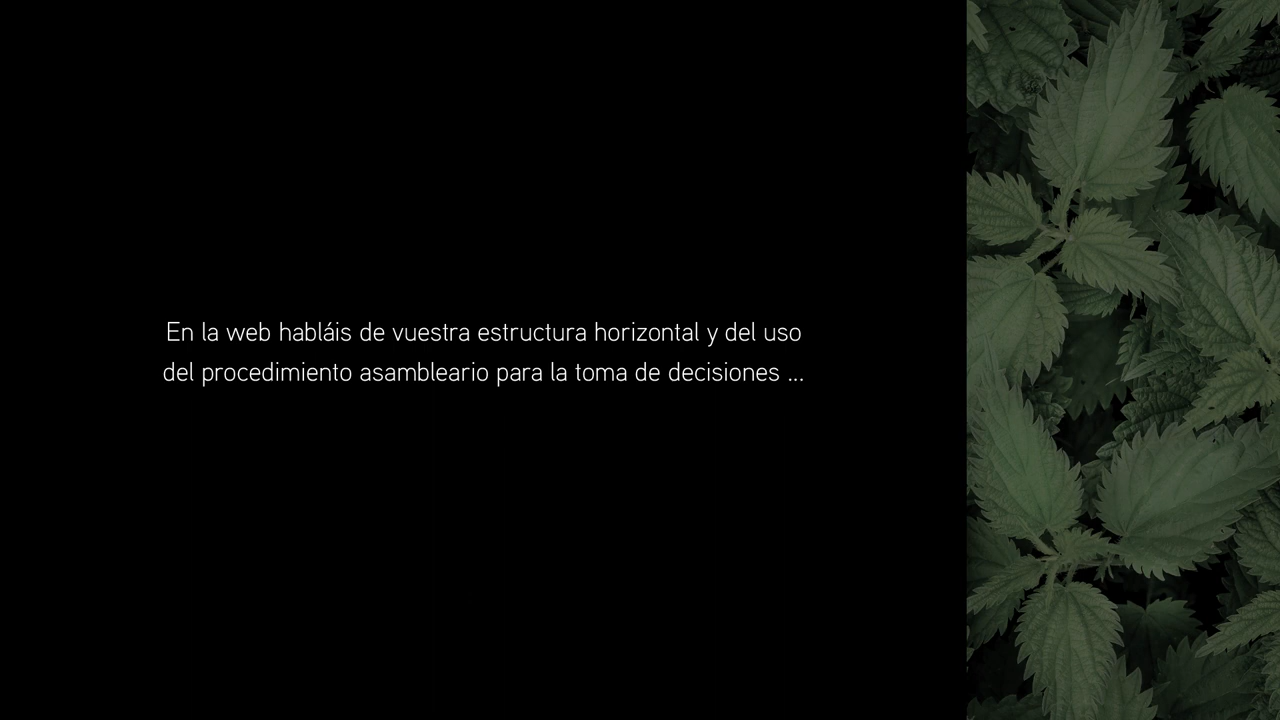 En la web habláis de vuestra estructura horizontal y del uso
del procedimiento asambleario para la toma de decisiones ...